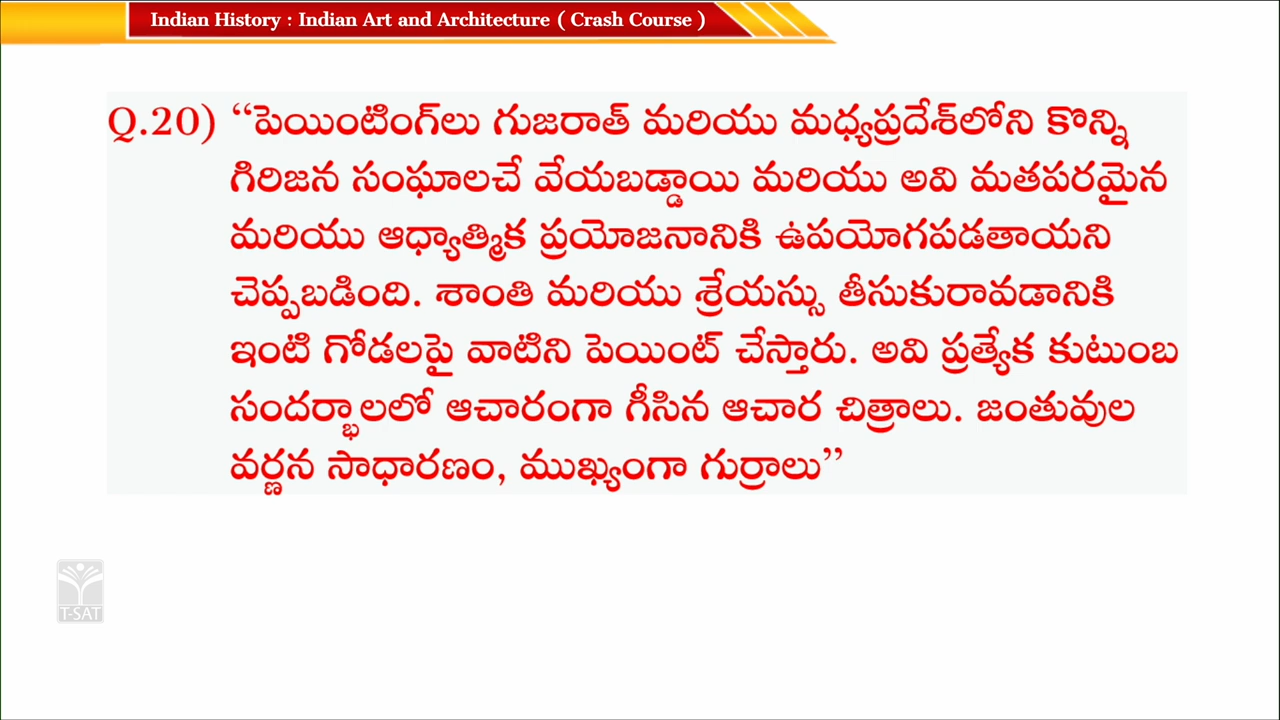 Indian History : Indian Art and Architecture ( Crash Course )
Q.20) “పెయింటింగ్‌లు గుజరాత్ మరియు మధ్యప్రదేశ్‌లోని కొన్ని
గిరిజన సంఘాలచే వేయబడ్డాయి మరియు అవి మతపరమైన
మరియు ఆధ్యాత్మిక ప్రయోజనానికి ఉపయోగపడతాయని
చెప్పబడింది. శాంతి మరియు శ్రేయస్సు తీసుకురావడానికి
ఇంటి గోడలపై వాటిని పెయింట్ చేస్తారు. అవి ప్రత్యేక కుటుంబ
సందర్భాలలో ఆచారంగా గీసిన ఆచార చిత్రాలు. జంతువుల
వర్ణన సాధారణం, ముఖ్యంగా గుర్రాలు”
T-SAT